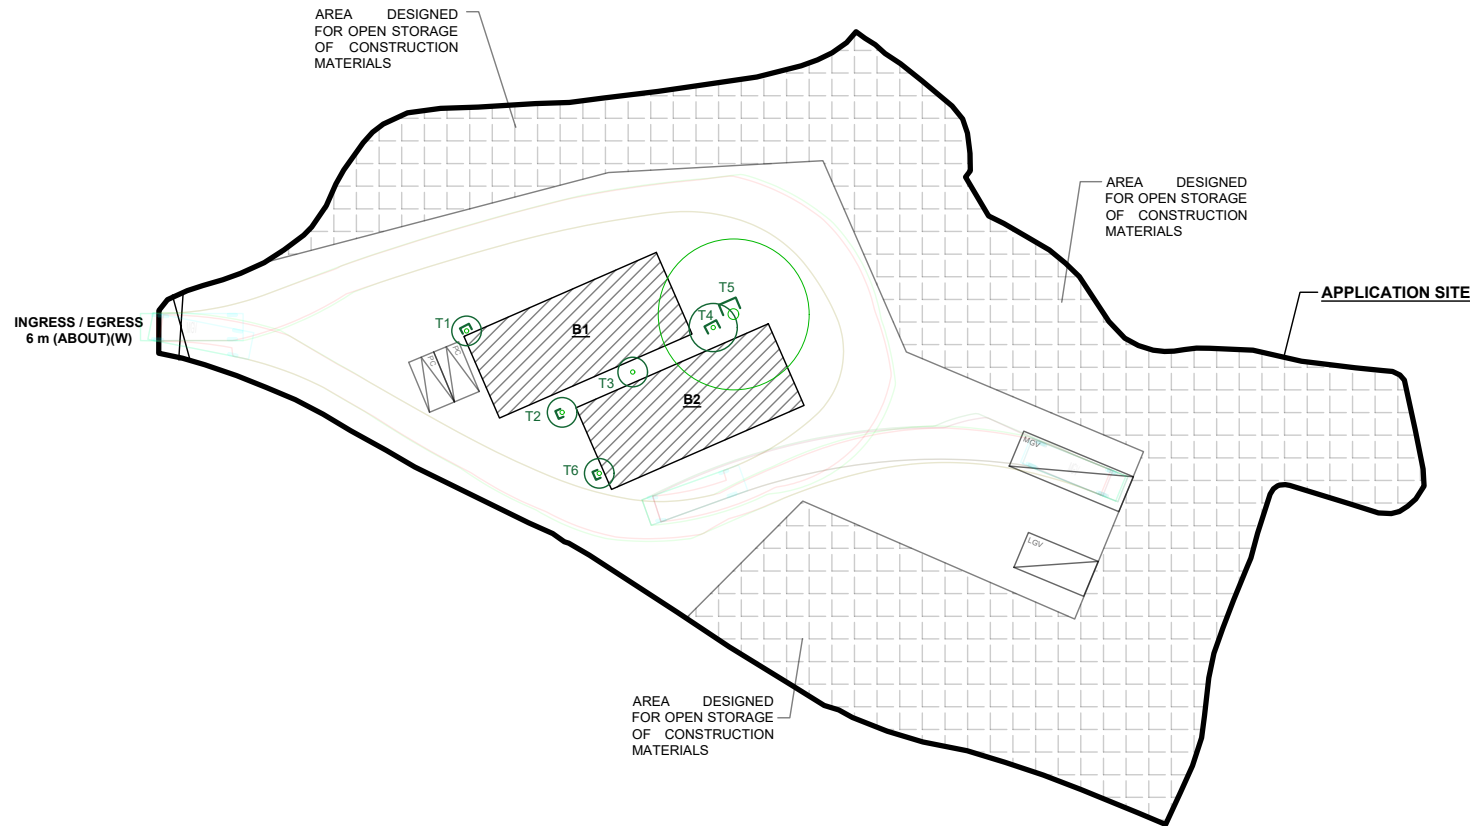 AREA DESIGNED
FOR OPEN STORAGE
OF CONSTRUCTION
MATERIALS
AREA DESIGNED
FOR OPEN STORAGE
OF CONSTRUCTION
MATERIALS
APPLICATION SITE
INGRESS / EGRESS
6 m (ABOUT)(W)
T5
T4
T1
B1
PC
PC
T3
B2
T2
T6
MGV
LGV
AREA DESIGNED
FOR OPEN STORAGE
OF CONSTRUCTION
MATERIALS